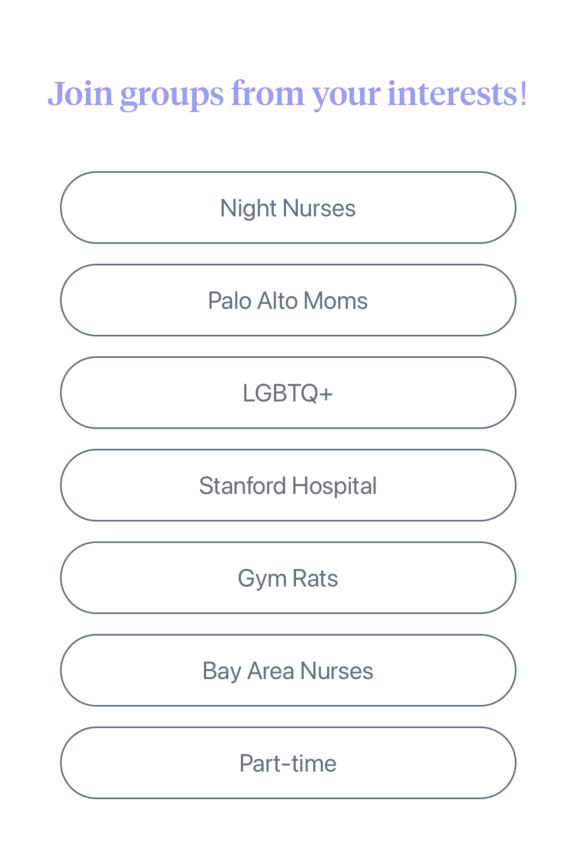 Join groups from your interests!
Night Nurses
Palo Alto Moms
LGBTQ+
Stanford Hospital
Gym Rats
Bay Area Nurses
Part-time